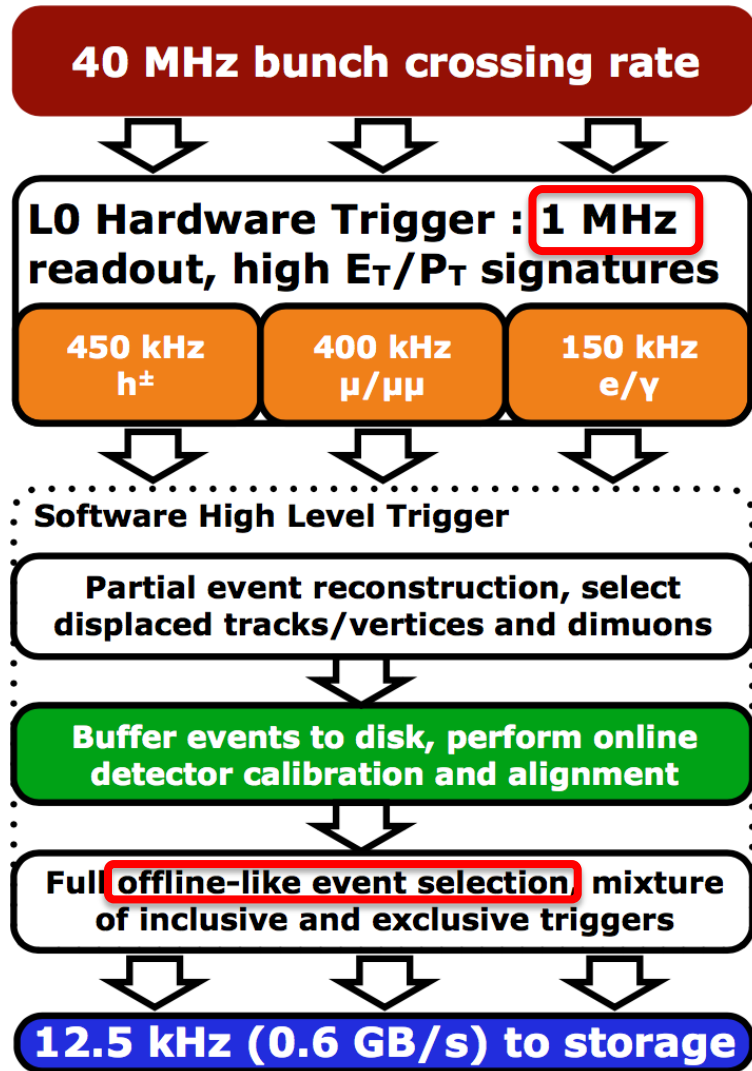 40 MHz bunch crossing rate
L0 Hardware Trigger : 1 MHz
readout, high Eᴛ/Pᴛ signatures
450 kHz
h±
400 kHz
μ/μμ
150 kHz
e/γ
Software High Level Trigger
Partial event reconstruction, select
displaced tracks/vertices and dimuons
Buffer events to disk, perform online
detector calibration and alignment
Full offline-like event selection, mixture
of inclusive and exclusive triggers
12.5 kHz (0.6 GB/s) to storage